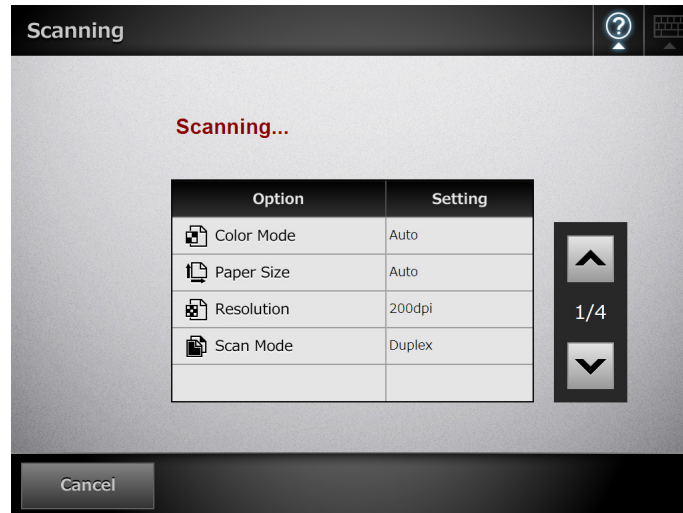 Scanning
?
Scanning...
Option Setting
Color Mode Auto
Paper Size Auto
Resolution 200dpi
Scan Mode Duplex
1/4
Cancel